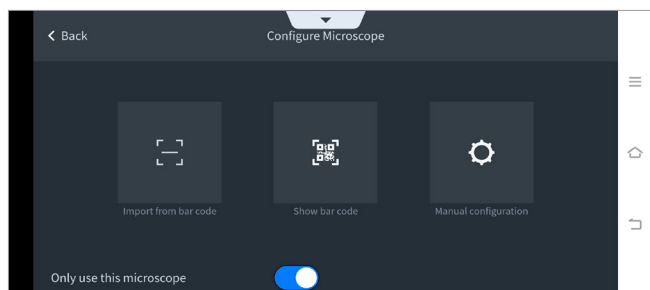 Back
Configure Microscope
Import from bar code
Show bar code
Manual configuration
Only use this microscope